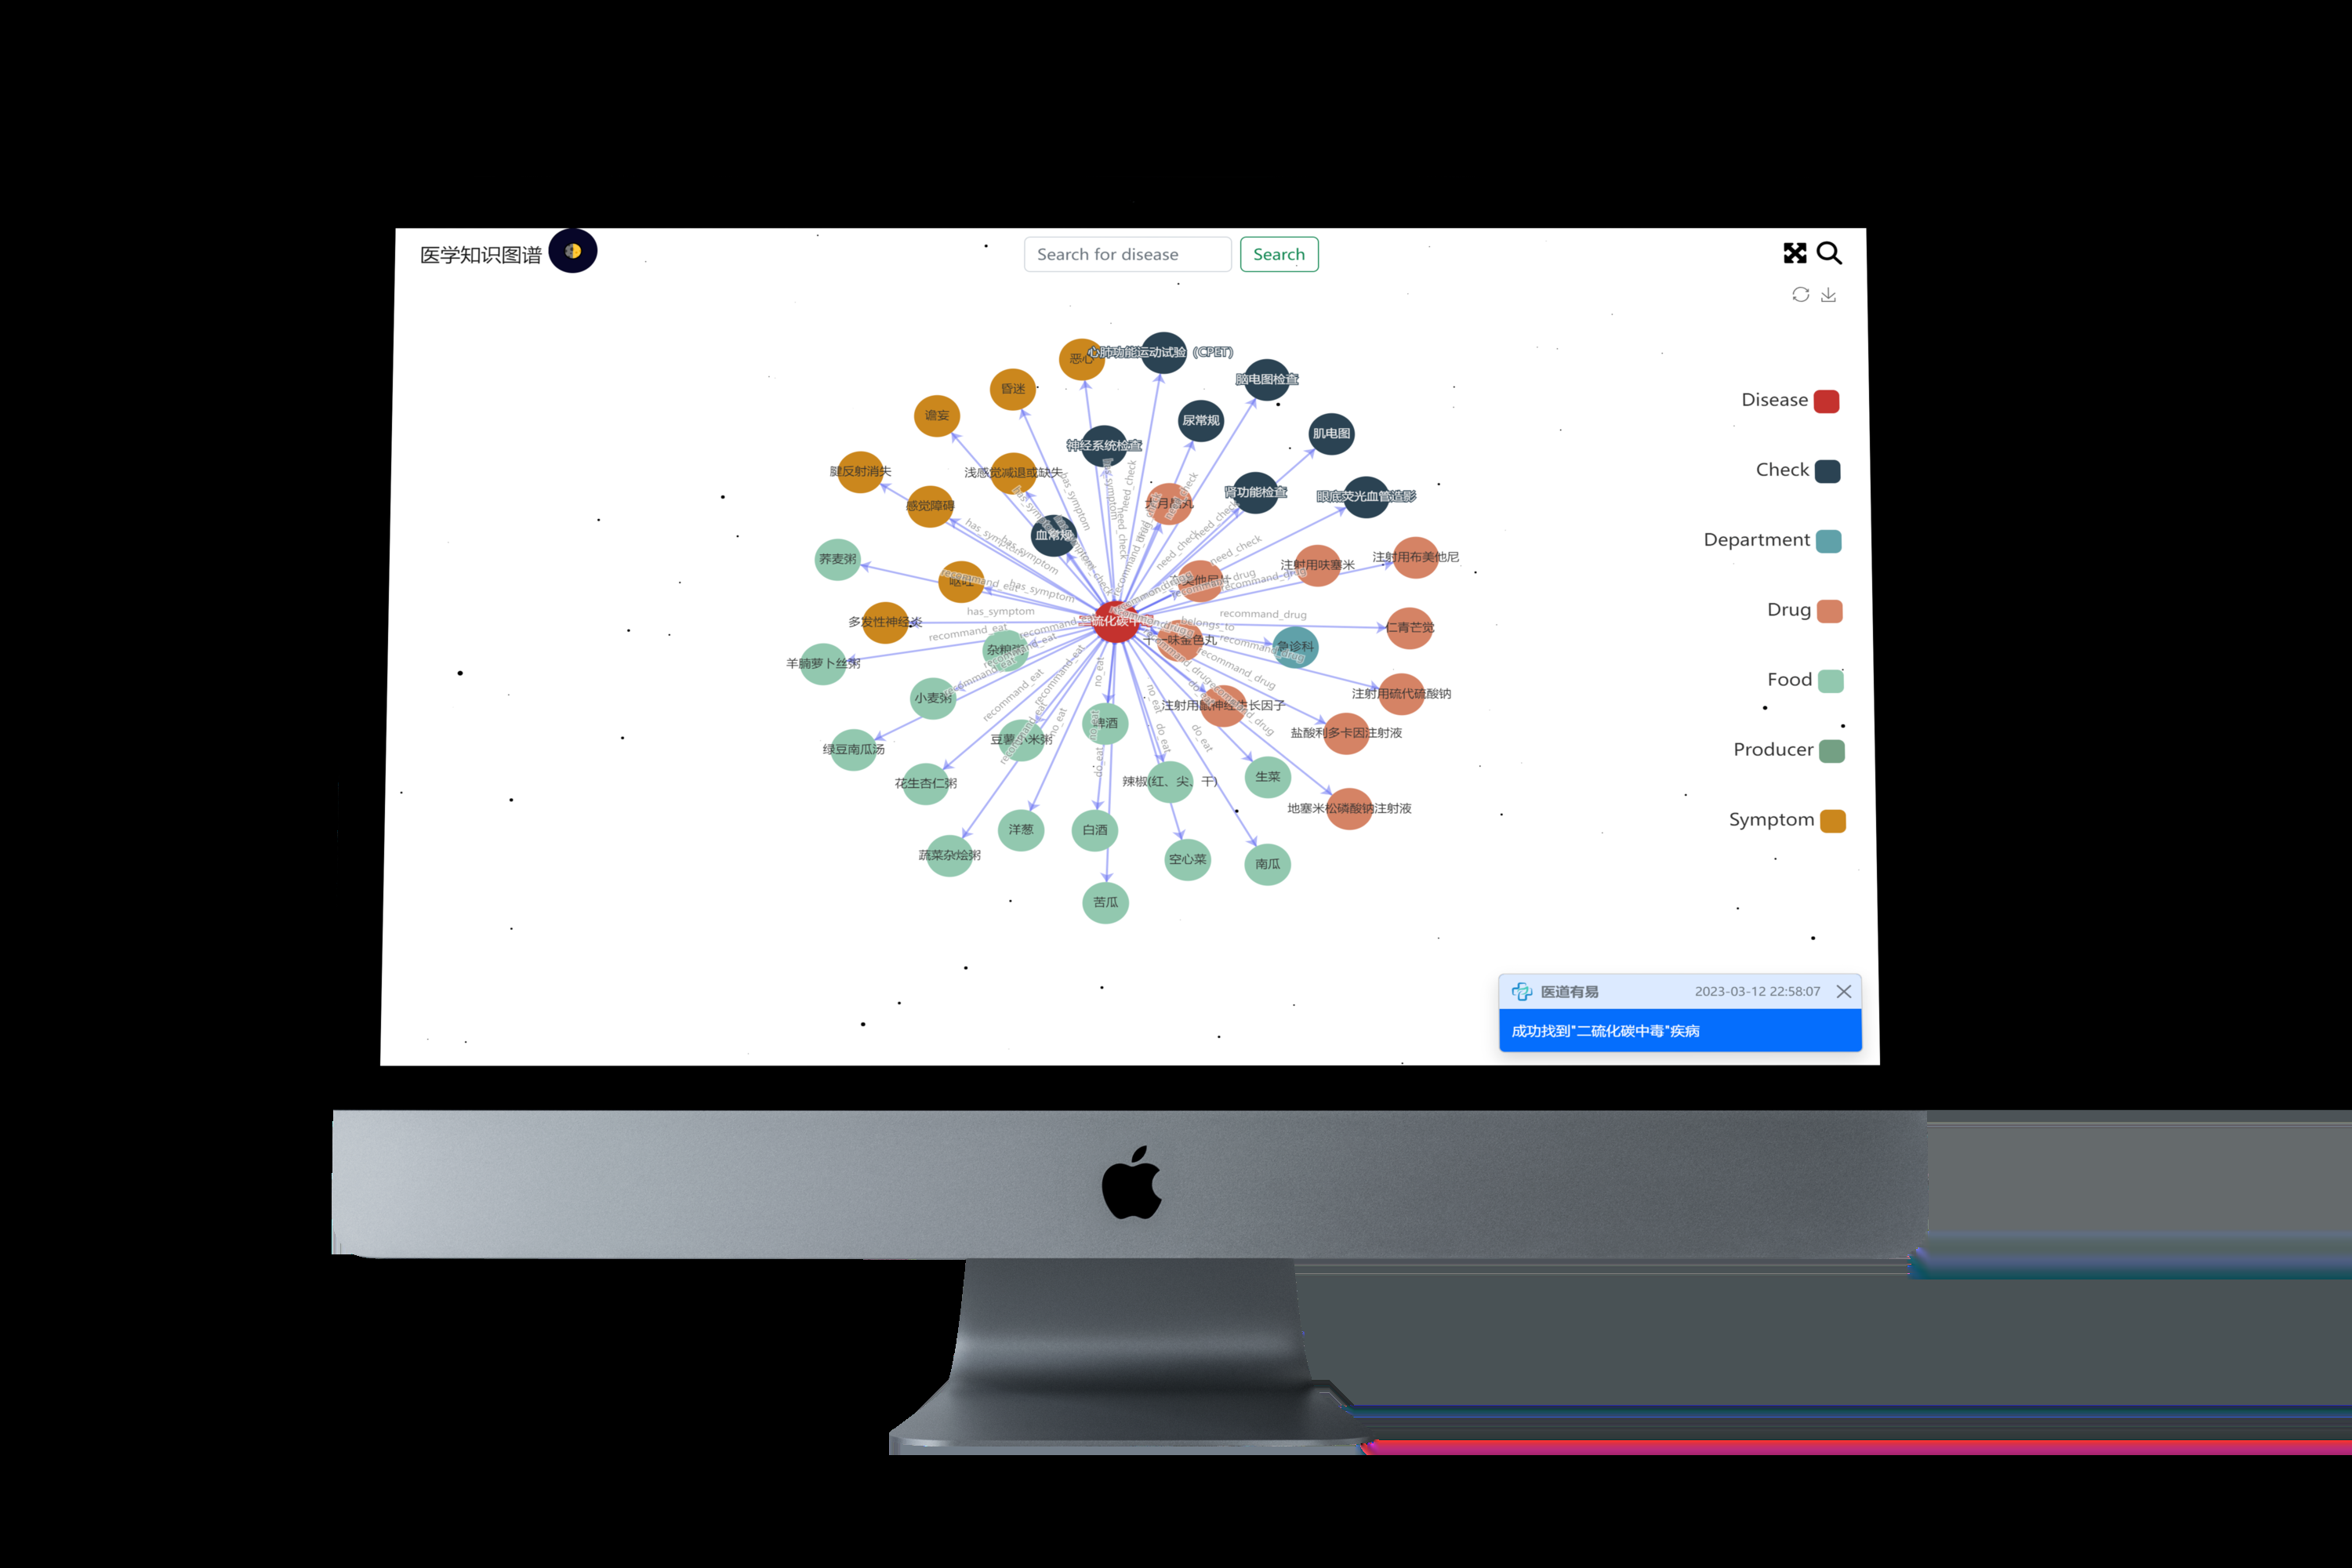 医学知识图谱
Search for disease
Search
恶心
心肺功能运动试验 (CPET)
脑电图检查
昏迷
谵妄
尿常规
肌电图
神经系统检查
腱反射消失
浅感觉减退或缺失
肾功能检查
眼底荧光血管造影
感觉障碍
血常规
荞麦粥
注射用呋塞米
注射用布美他尼
呕吐
多发性神经炎
二硫化碳中毒
仁青芒觉
十一味金色丸
急诊科
杂粮粥
羊腩萝卜丝粥
小麦粥
注射用硫代硫酸钠
注射用鼠神经生长因子
啤酒
盐酸利多卡因注射液
豆薯小米粥
绿豆南瓜汤
花生杏仁粥
辣椒(红、尖、干)
生菜
地塞米松磷酸钠注射液
洋葱
白酒
蔬菜杂烩粥
空心菜
南瓜
苦瓜
has_symptom
need_check
recommand_drug
belongs_to
recommand_eat
no_eat
do_eat
Disease
Check
Department
Drug
Food
Producer
Symptom
医道有易
2023-03-12 22:58:07
成功找到"二硫化碳中毒"疾病